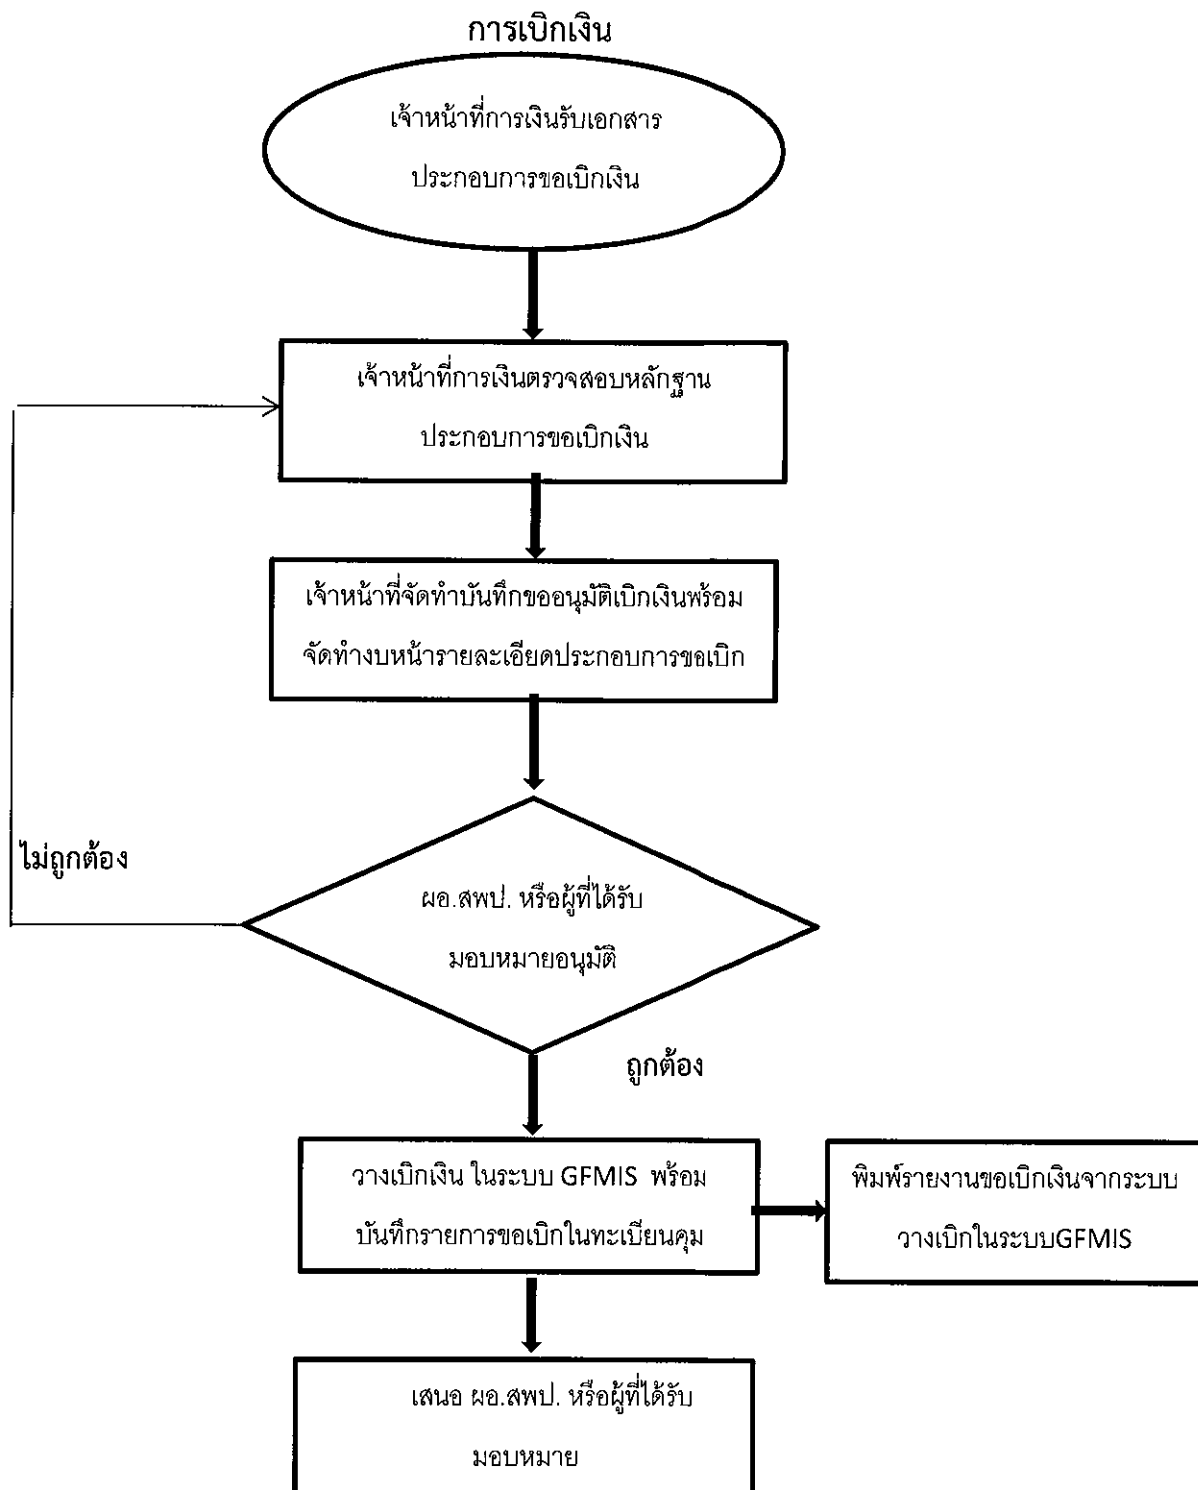 การเบิกเงิน
เจ้าหน้าที่การเงินรับเอกสาร
ประกอบการขอเบิกเงิน
เจ้าหน้าที่การเงินตรวจสอบหลักฐาน
ประกอบการขอเบิกเงิน
เจ้าหน้าที่จัดทำบันทึกขออนุมัติเบิกเงินพร้อม
จัดทำงบหน้ารายละเอียดประกอบการขอเบิก
ไม่ถูกต้อง
ผอ.สพป. หรือผู้ที่ได้รับ
มอบหมายอนุมัติ
ถูกต้อง
วางเบิกเงิน ในระบบ GFMIS พร้อม
บันทึกรายการขอเบิกในทะเบียนคุม
พิมพ์รายงานขอเบิกเงินจากระบบ
วางเบิกในระบบGFMIS
เสนอ ผอ.สพป. หรือผู้ที่ได้รับ
มอบหมาย